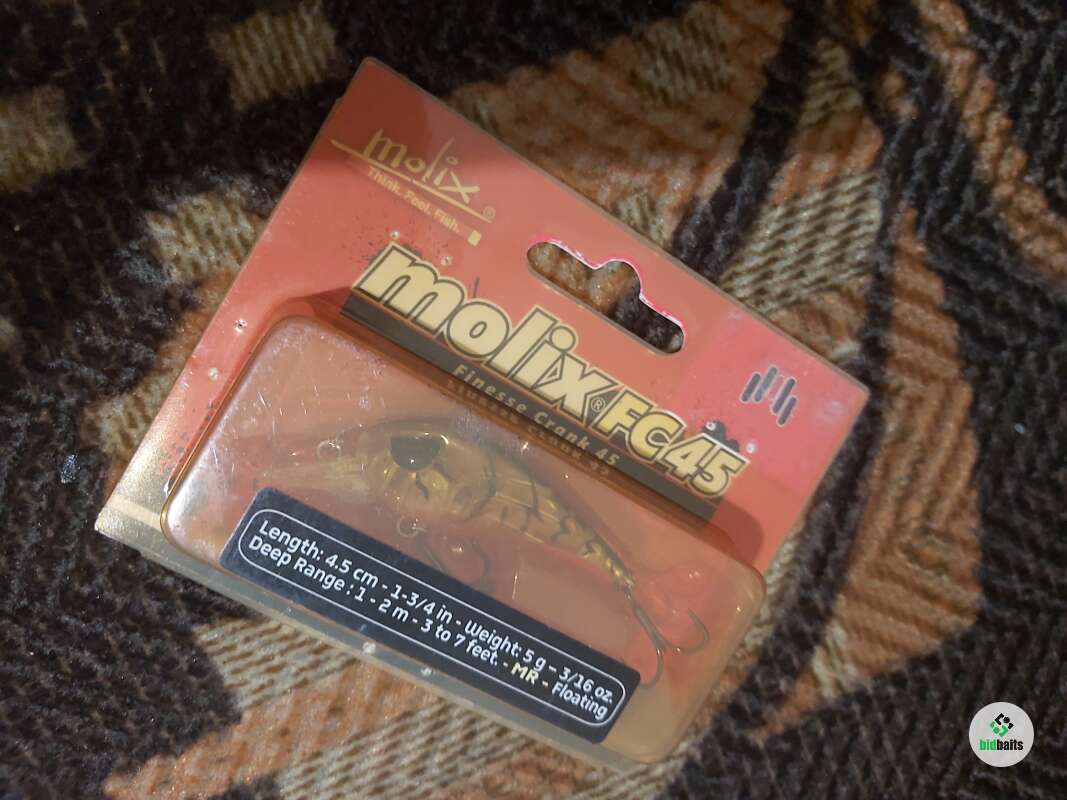 molix®
Think. Feel. Fish.
molix® FC45
Finesse Crank 45
Length: 4.5 cm - 1-3/4 in - Weight: 5 g - 3/16 oz.
Deep Range : 1 - 2 m - 3 to 7 feet. - MR - Floating
bidbaits